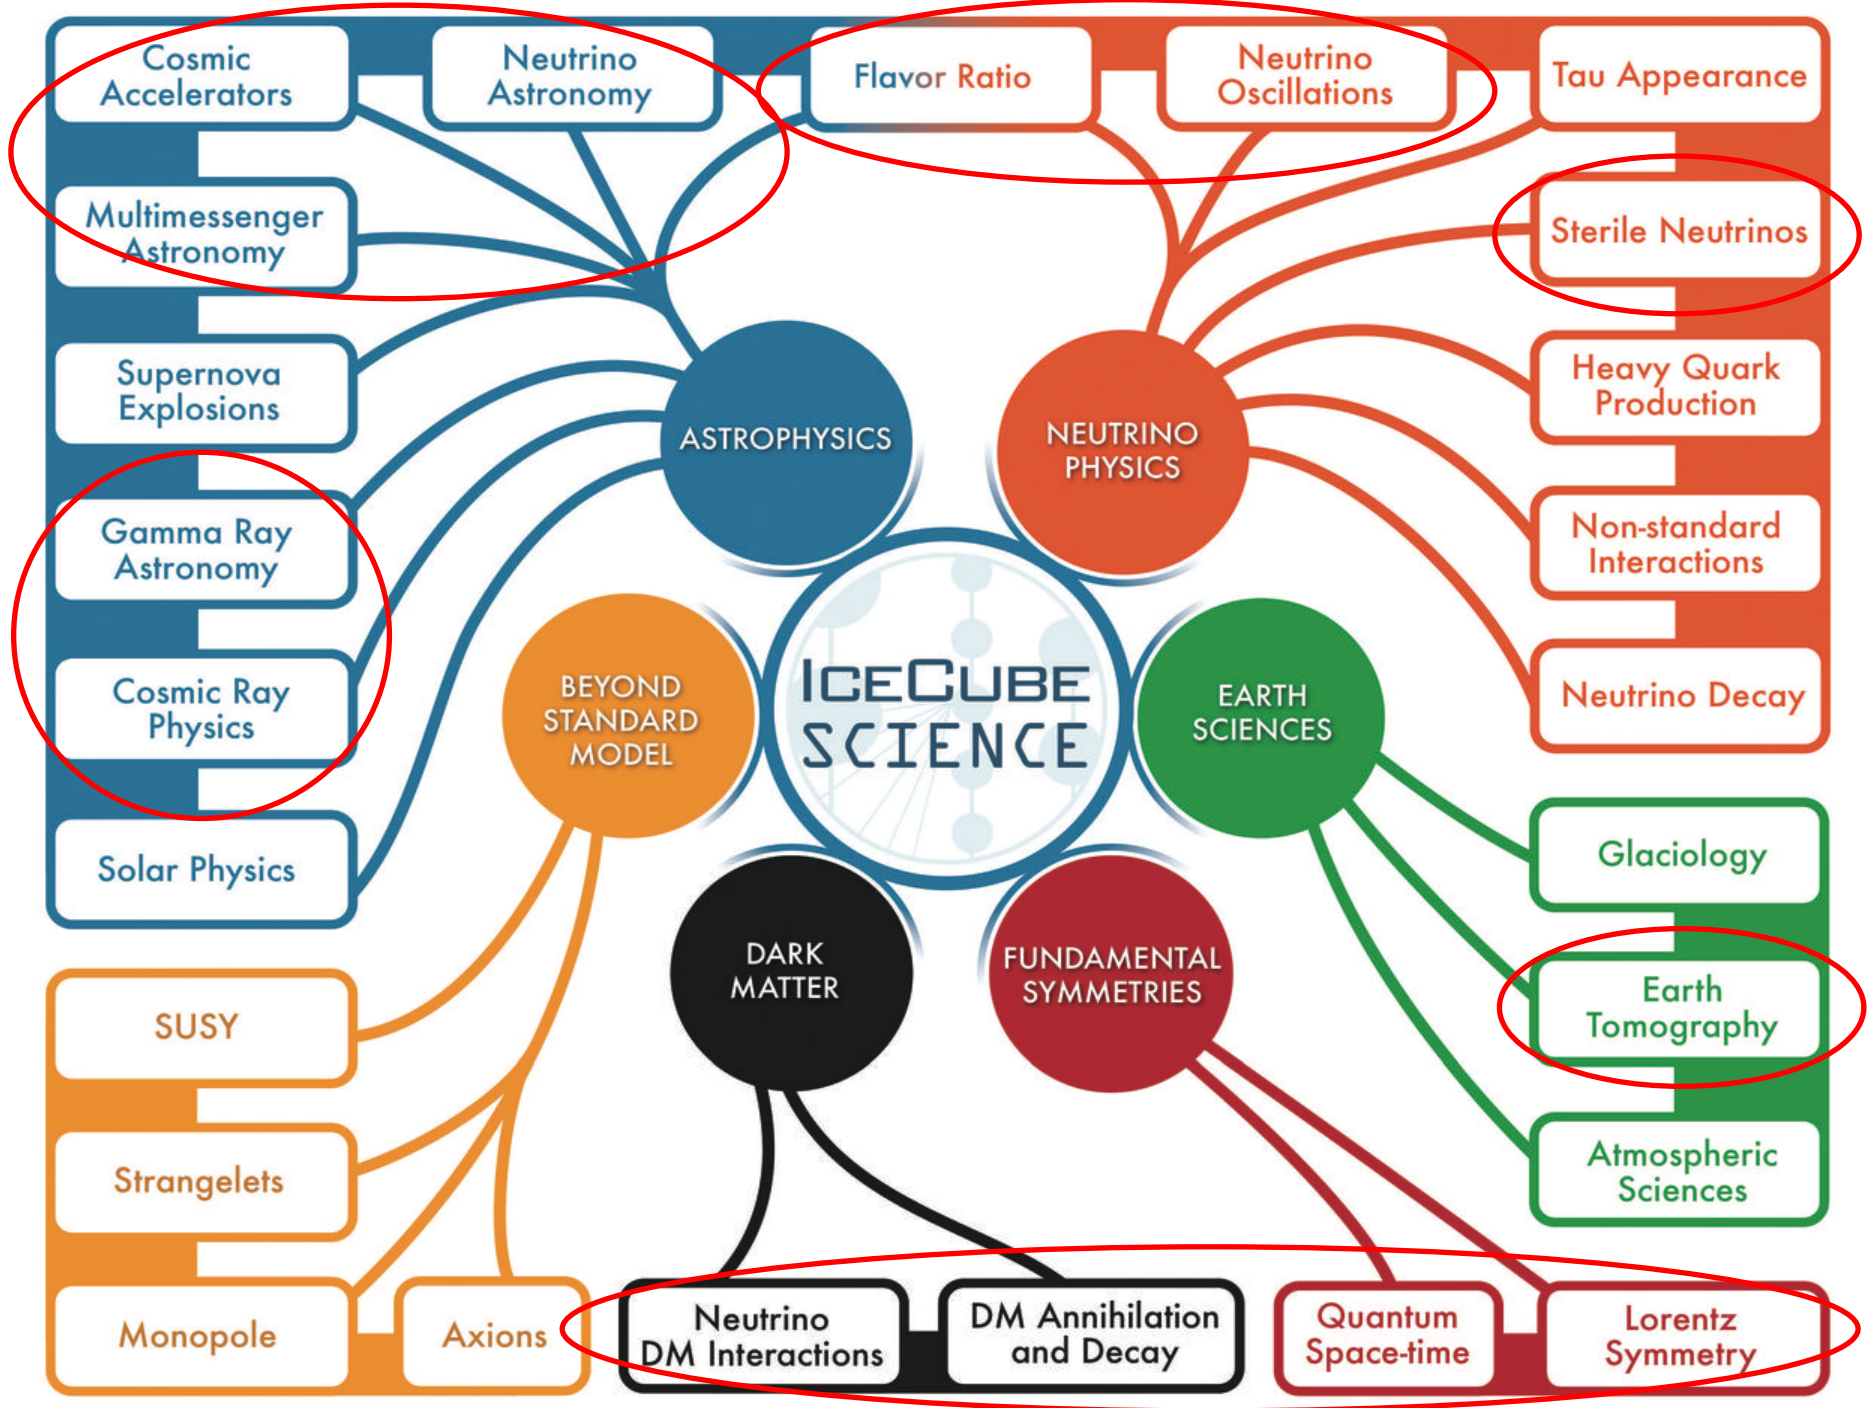 Cosmic
Accelerators
Neutrino
Astronomy
Flavor Ratio
Neutrino
Oscillations
Tau Appearance
Multimessenger
Astronomy
Sterile Neutrinos
Supernova
Explosions
Heavy Quark
Production
ASTROPHYSICS
NEUTRINO
PHYSICS
Gamma Ray
Astronomy
Non-standard
Interactions
Cosmic Ray
Physics
BEYOND
STANDARD
MODEL
ICECUBE
SCIENCE
EARTH
SCIENCES
Neutrino Decay
Solar Physics
Glaciology
DARK
MATTER
FUNDAMENTAL
SYMMETRIES
SUSY
Earth
Tomography
Strangelets
Atmospheric
Sciences
Monopole
Axions
Neutrino
DM Interactions
DM Annihilation
and Decay
Quantum
Space-time
Lorentz
Symmetry